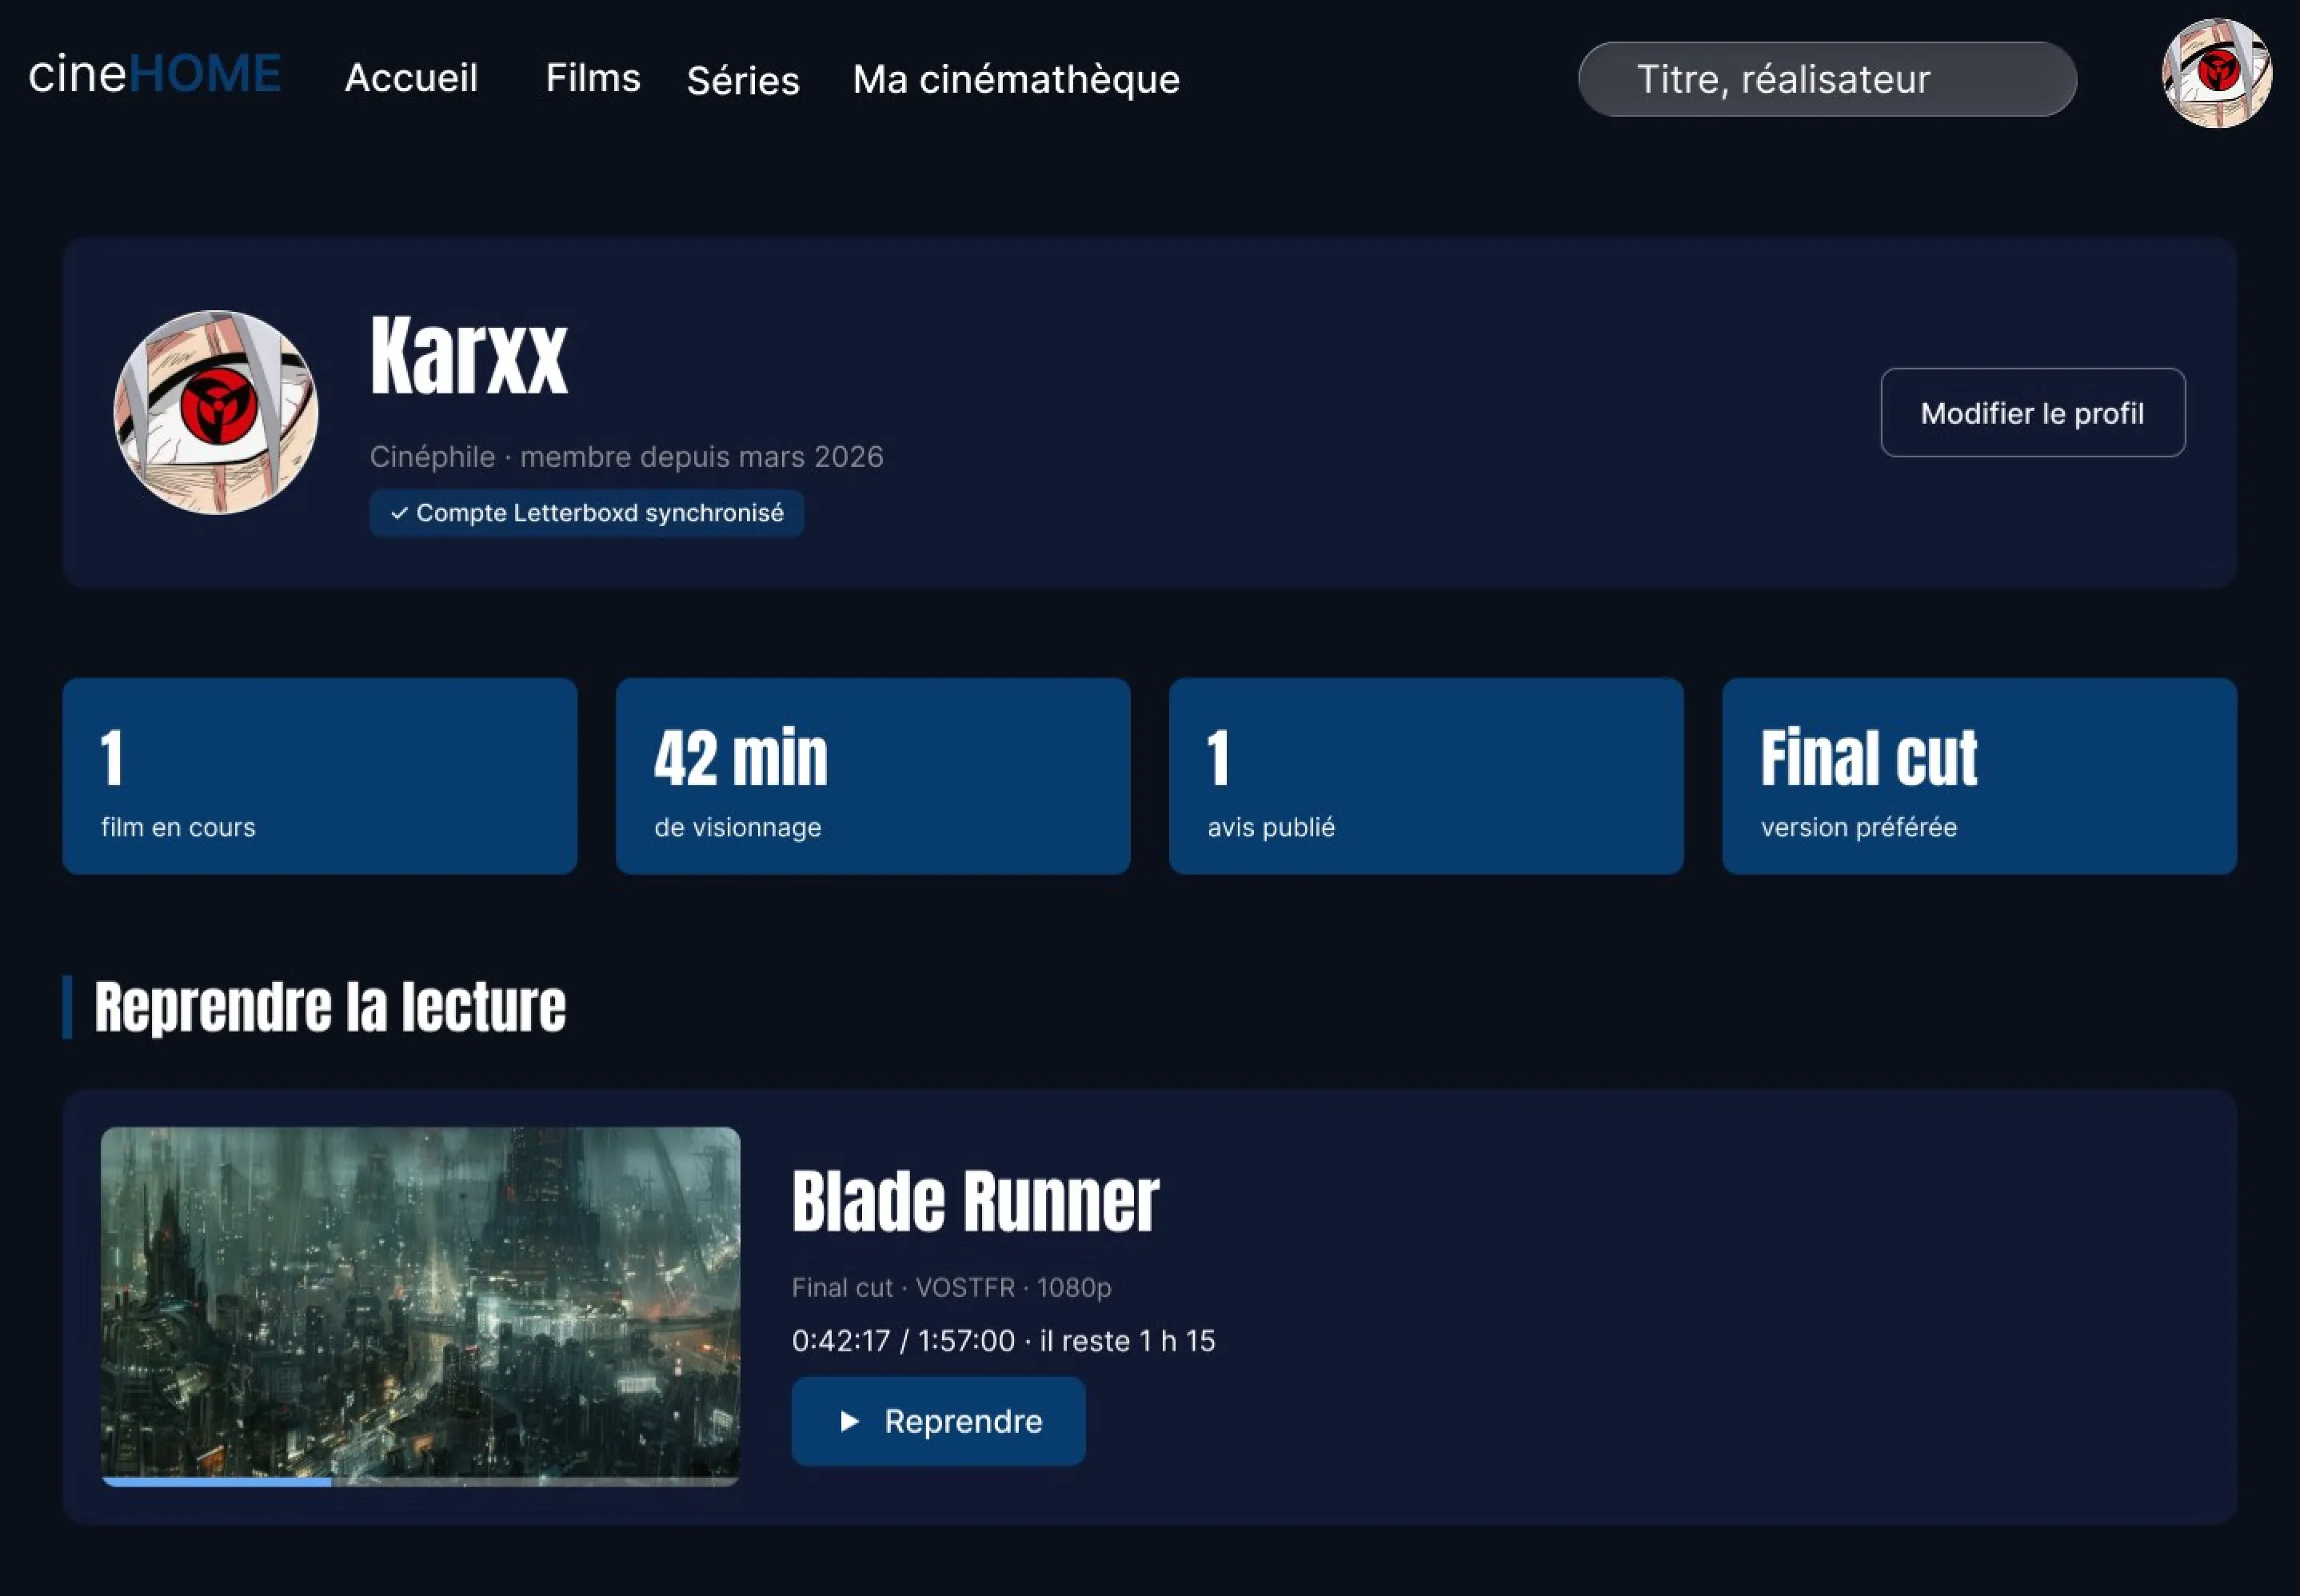 cineHOME Accueil Films Séries Ma cinémathèque Titre, réalisateur
Karxx
Cinéphile · membre depuis mars 2026
✓ Compte Letterboxd synchronisé
Modifier le profil
1
film en cours
42 min
de visionnage
1
avis publié
Final cut
version préférée
Reprendre la lecture
Blade Runner
Final cut · VOSTFR · 1080p
0:42:17 / 1:57:00 · il reste 1 h 15
Reprendre